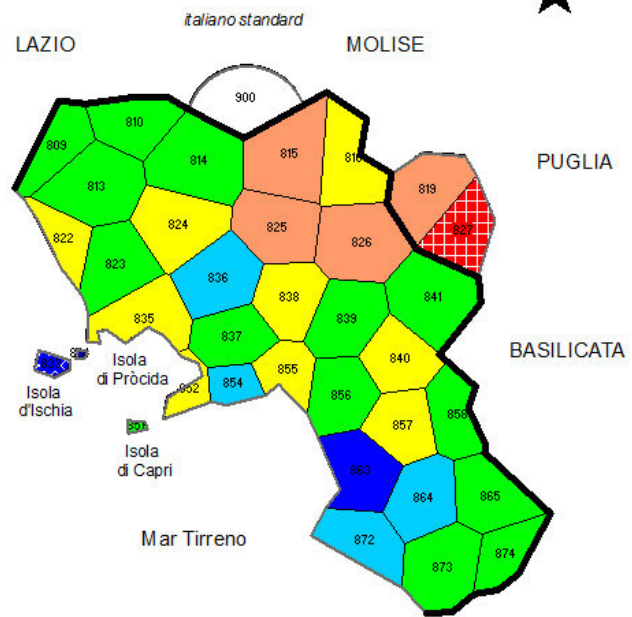 italiano standard
LAZIO
MOLISE
900
810
809
814
815
819
PUGLIA
813
824
825
826
827
822
823
836
838
841
835
837
839
840
Isola
di Pròcida
BASILICATA
854
855
856
857
858
Isola
d'Ischia
Isola
di Capri
863
864
865
Mar Tirreno
872
873
874